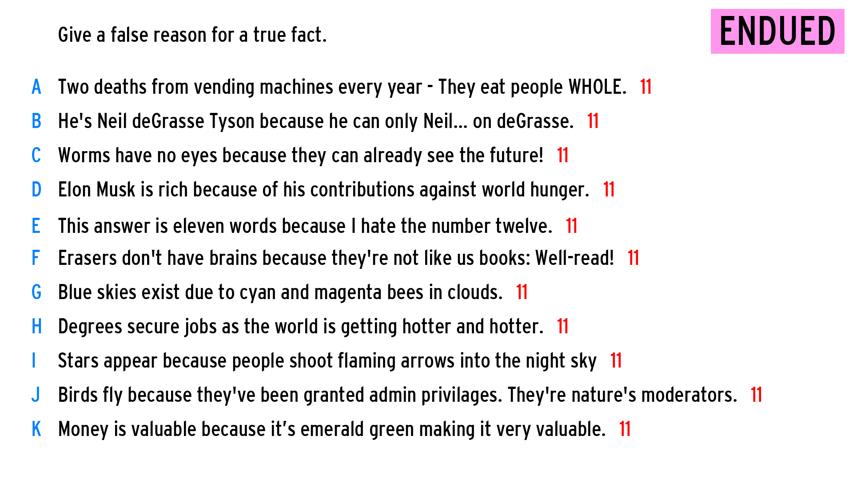 Give a false reason for a true fact.
ENDUED
A Two deaths from vending machines every year - They eat people WHOLE. 11
B He's Neil deGrasse Tyson because he can only Neil... on deGrasse. 11
C Worms have no eyes because they can already see the future! 11
D Elon Musk is rich because of his contributions against world hunger. 11
E This answer is eleven words because I hate the number twelve. 11
F Erasers don't have brains because they're not like us books: Well-read! 11
G Blue skies exist due to cyan and magenta bees in clouds. 11
H Degrees secure jobs as the world is getting hotter and hotter. 11
I Stars appear because people shoot flaming arrows into the night sky 11
J Birds fly because they've been granted admin privilages. They're nature's moderators. 11
K Money is valuable because it’s emerald green making it very valuable. 11